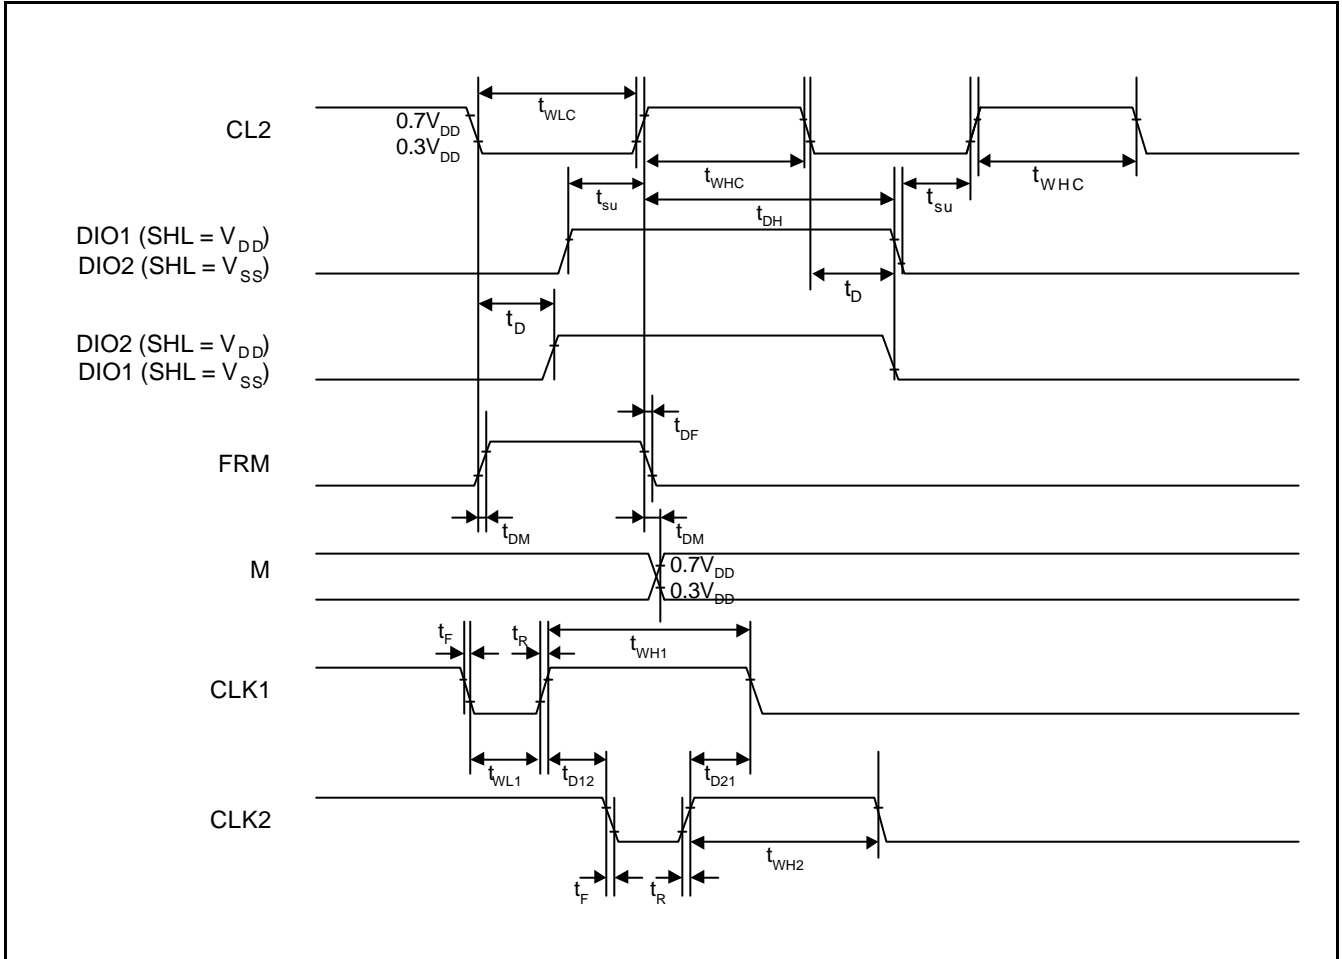 tWLC
CL2
0.7VDD
0.3VDD
tWHC
tWHC
tsu
tsu
tDH
DIO1 (SHL = VDD)
DIO2 (SHL = VSS)
tD
tD
DIO2 (SHL = VDD)
DIO1 (SHL = VSS)
tDF
FRM
tDM
tDM
M
0.7VDD
0.3VDD
tF
tR
tWH1
CLK1
tWL1
tD12
tD21
CLK2
tWH2
tF
tR